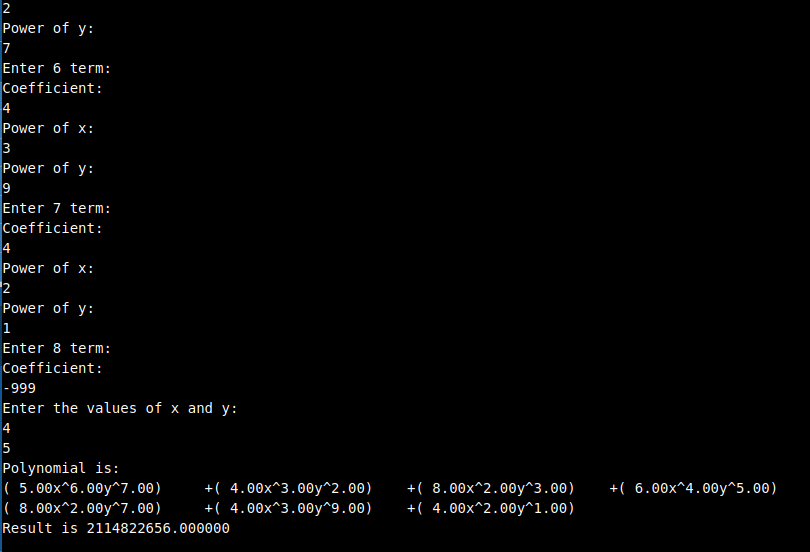 2
Power of y:
7
Enter 6 term:
Coefficient:
4
Power of x:
3
Power of y:
9
Enter 7 term:
Coefficient:
4
Power of x:
2
Power of y:
1
Enter 8 term:
Coefficient:
-999
Enter the values of x and y:
4
5
Polynomial is:
( 5.00x^6.00y^7.00)     +( 4.00x^3.00y^2.00)    +( 8.00x^2.00y^3.00)    +( 6.00x^4.00y^5.00)
( 8.00x^2.00y^7.00)     +( 4.00x^3.00y^9.00)    +( 4.00x^2.00y^1.00)
Result is 2114822656.000000